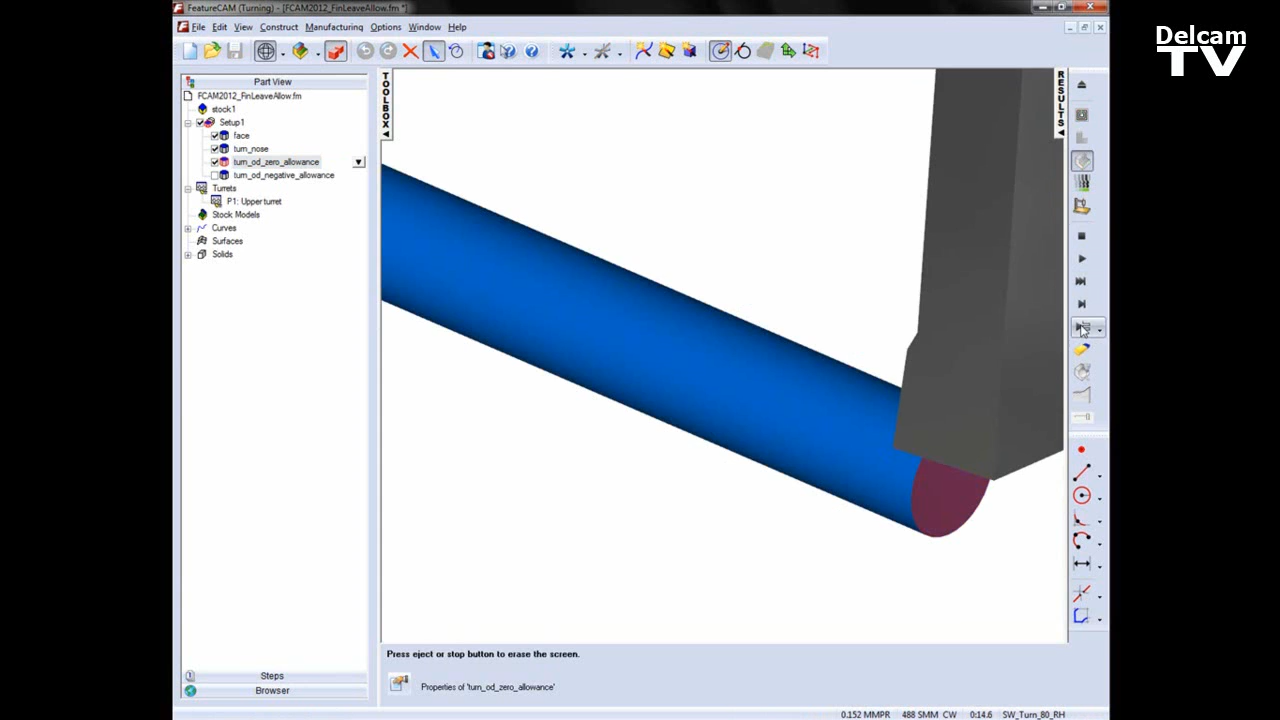 FeatureCAM (Turning) - [FCAM2012_FinLeaveAllow.fm *]
File Edit View Construct Manufacturing Options Window Help
Delcam
TV
Part View
FCAM2012_FinLeaveAllow.fm
stock1
Setup1
face
turn_nose
turn_od_zero_allowance
turn_od_negative_allowance
Turrets
P1: Upper turret
Stock Models
Curves
Surfaces
Solids
TOOLBOX
RESULTS
Steps
Browser
Press eject or stop button to erase the screen.
Properties of 'turn_od_zero_allowance'
0.152 MMPR 488 SMM CW 0:14.6 SW_Turn_80_RH